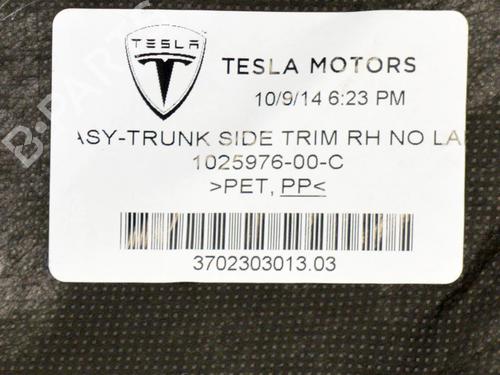 TESLA
TESLA MOTORS
10/9/14 6:23 PM
ASY-TRUNK SIDE TRIM RH NO LA
1025976-00-C
>PET, PP<
3702303013.03
B-PARTS